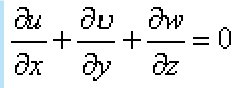 ∂u/∂x + ∂υ/∂y + ∂w/∂z = 0